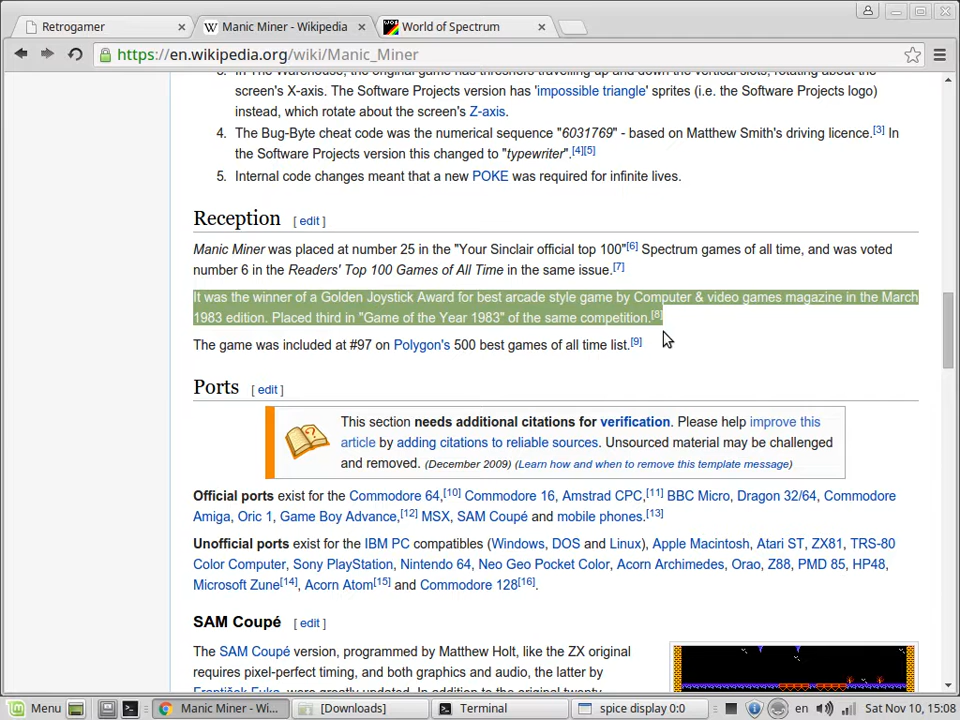 Retrogamer
Manic Miner - Wikipedia
World of Spectrum
https://en.wikipedia.org/wiki/Manic_Miner
screen's X-axis. The Software Projects version has 'impossible triangle' sprites (i.e. the Software Projects logo)
instead, which rotate about the screen's Z-axis.
4. The Bug-Byte cheat code was the numerical sequence "6031769" - based on Matthew Smith's driving licence.[3] In
the Software Projects version this changed to "typewriter".[4][5]
5. Internal code changes meant that a new POKE was required for infinite lives.
Reception [ edit ]
Manic Miner was placed at number 25 in the "Your Sinclair official top 100"[6] Spectrum games of all time, and was voted
number 6 in the Readers' Top 100 Games of All Time in the same issue.[7]
It was the winner of a Golden Joystick Award for best arcade style game by Computer & video games magazine in the March
1983 edition. Placed third in "Game of the Year 1983" of the same competition.[8]
The game was included at #97 on Polygon's 500 best games of all time list.[9]
Ports [ edit ]
This section needs additional citations for verification. Please help improve this
article by adding citations to reliable sources. Unsourced material may be challenged
and removed. (December 2009) (Learn how and when to remove this template message)
Official ports exist for the Commodore 64,[10] Commodore 16, Amstrad CPC,[11] BBC Micro, Dragon 32/64, Commodore
Amiga, Oric 1, Game Boy Advance,[12] MSX, SAM Coupé and mobile phones.[13]
Unofficial ports exist for the IBM PC compatibles (Windows, DOS and Linux), Apple Macintosh, Atari ST, ZX81, TRS-80
Color Computer, Sony PlayStation, Nintendo 64, Neo Geo Pocket Color, Acorn Archimedes, Orao, Z88, PMD 85, HP48,
Microsoft Zune[14], Acorn Atom[15] and Commodore 128[16].
SAM Coupé [ edit ]
The SAM Coupé version, programmed by Matthew Holt, like the ZX original
requires pixel-perfect timing, and both graphics and audio, the latter by
Menu
Manic Miner - Wi...
[Downloads]
Terminal
spice display 0:0
en
Sat Nov 10, 15:08